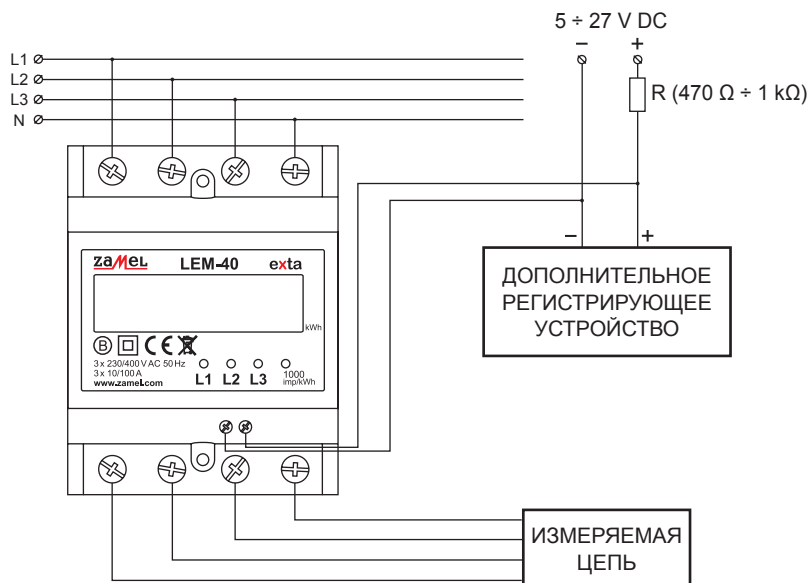 5 ÷ 27 V DC
− +
L1
L2
L3
N
R (470 Ω ÷ 1 kΩ)
− +
ZAMEL LEM-40 exta
kWh
B CE
3 x 230/400 V AC 50 Hz
3 x 10/100 A
www.zamel.com
L1 L2 L3 1000
imp/kWh
ДОПОЛНИТЕЛЬНОЕ
РЕГИСТРИРУЮЩЕЕ
УСТРОЙСТВО
ИЗМЕРЯЕМАЯ
ЦЕПЬ